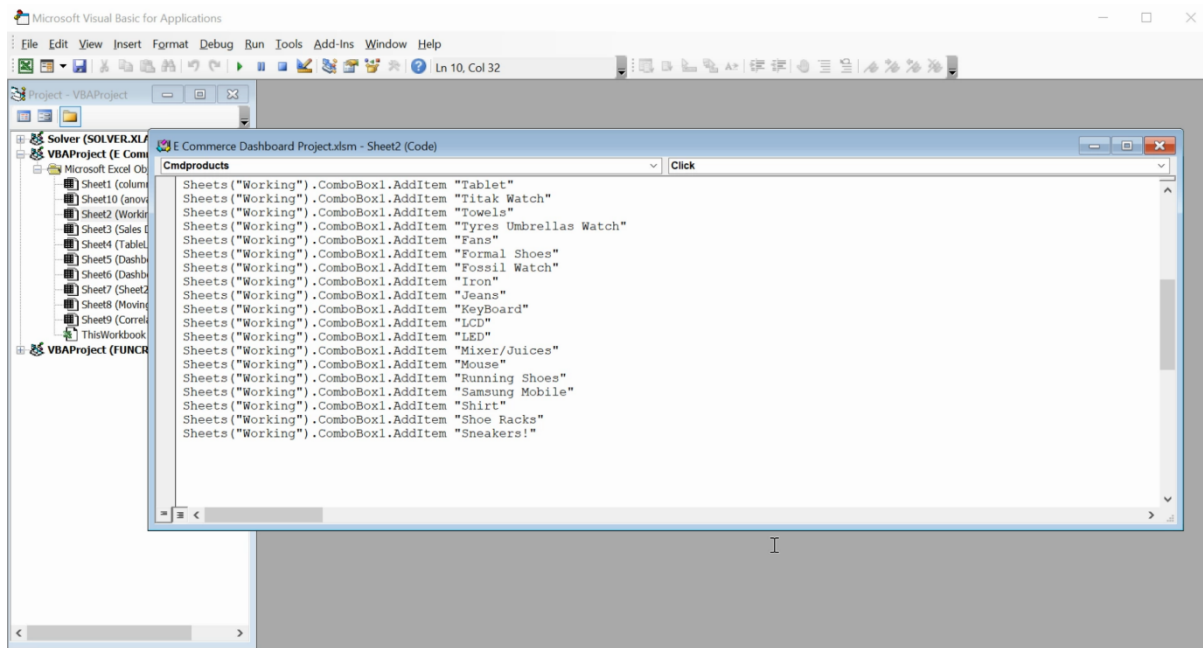 Microsoft Visual Basic for Applications
File Edit View Insert Format Debug Run Tools Add-Ins Window Help
Ln 10, Col 32
Project - VBAProject
Solver (SOLVER.XLA
VBAProject (E Com
Microsoft Excel Ob
Sheet1 (colum
Sheet10 (anova
Sheet2 (Workin
Sheet3 (Sales D
Sheet4 (TableL
Sheet5 (Dashb
Sheet6 (Dashb
Sheet7 (Sheet2
Sheet8 (Moving
Sheet9 (Correla
ThisWorkbook
VBAProject (FUNCR
E Commerce Dashboard Project.xlsm - Sheet2 (Code)
Cmdproducts Click
Sheets("Working").ComboBox1.AddItem "Tablet"
Sheets("Working").ComboBox1.AddItem "Titak Watch"
Sheets("Working").ComboBox1.AddItem "Towels"
Sheets("Working").ComboBox1.AddItem "Tyres Umbrellas Watch"
Sheets("Working").ComboBox1.AddItem "Fans"
Sheets("Working").ComboBox1.AddItem "Formal Shoes"
Sheets("Working").ComboBox1.AddItem "Fossil Watch"
Sheets("Working").ComboBox1.AddItem "Iron"
Sheets("Working").ComboBox1.AddItem "Jeans"
Sheets("Working").ComboBox1.AddItem "KeyBoard"
Sheets("Working").ComboBox1.AddItem "LCD"
Sheets("Working").ComboBox1.AddItem "LED"
Sheets("Working").ComboBox1.AddItem "Mixer/Juices"
Sheets("Working").ComboBox1.AddItem "Mouse"
Sheets("Working").ComboBox1.AddItem "Running Shoes"
Sheets("Working").ComboBox1.AddItem "Samsung Mobile"
Sheets("Working").ComboBox1.AddItem "Shirt"
Sheets("Working").ComboBox1.AddItem "Shoe Racks"
Sheets("Working").ComboBox1.AddItem "Sneakers!"